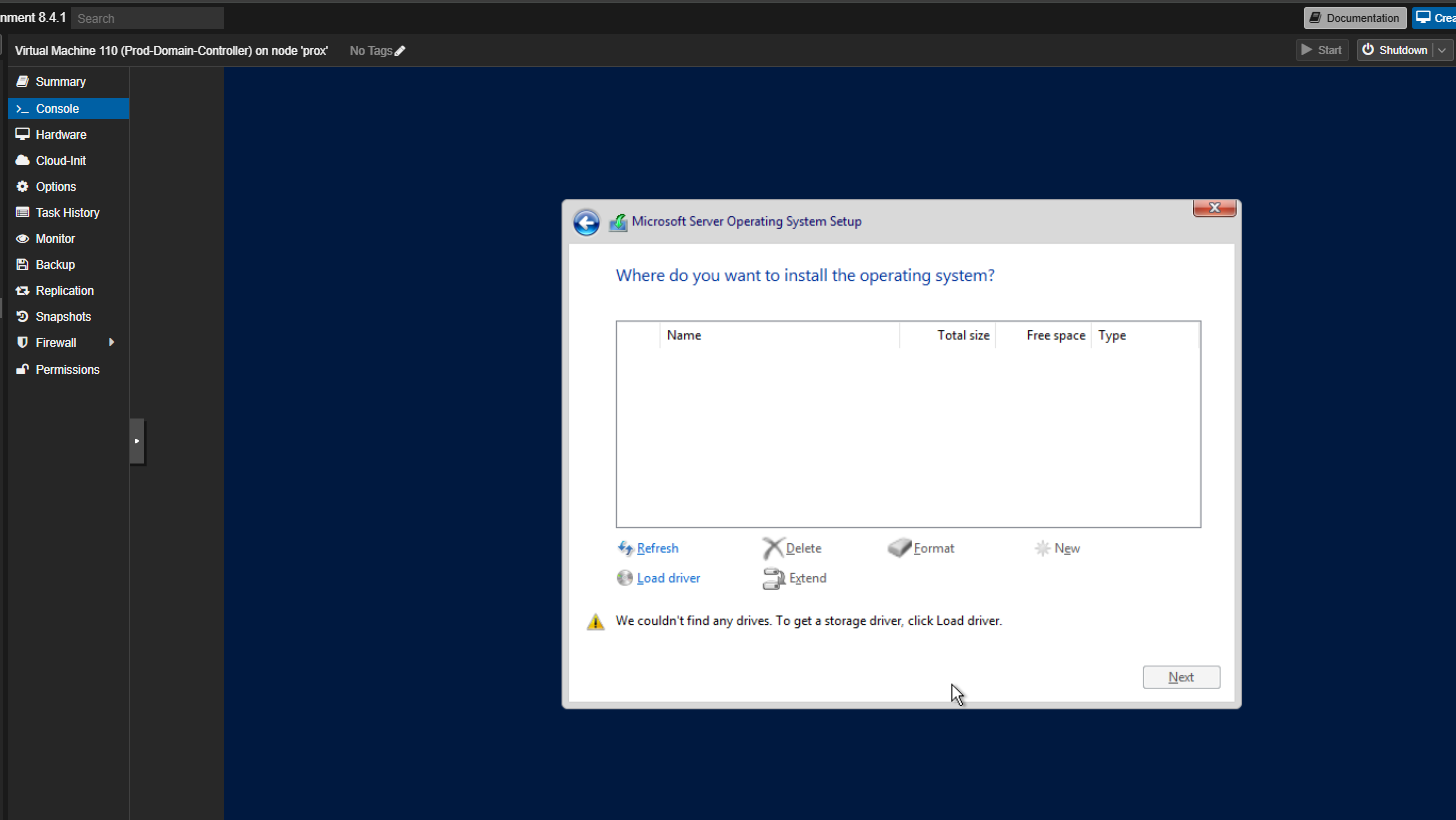 nment 8.4.1 Search Documentation Crea
Virtual Machine 110 (Prod-Domain-Controller) on node 'prox' No Tags Start Shutdown
Summary
>_ Console
Hardware
Cloud-Init
Options
Task History
Monitor
Backup
Replication
Snapshots
Firewall
Permissions
Microsoft Server Operating System Setup
Where do you want to install the operating system?
Name Total size Free space Type
Refresh Delete Format New
Load driver Extend
We couldn't find any drives. To get a storage driver, click Load driver.
Next